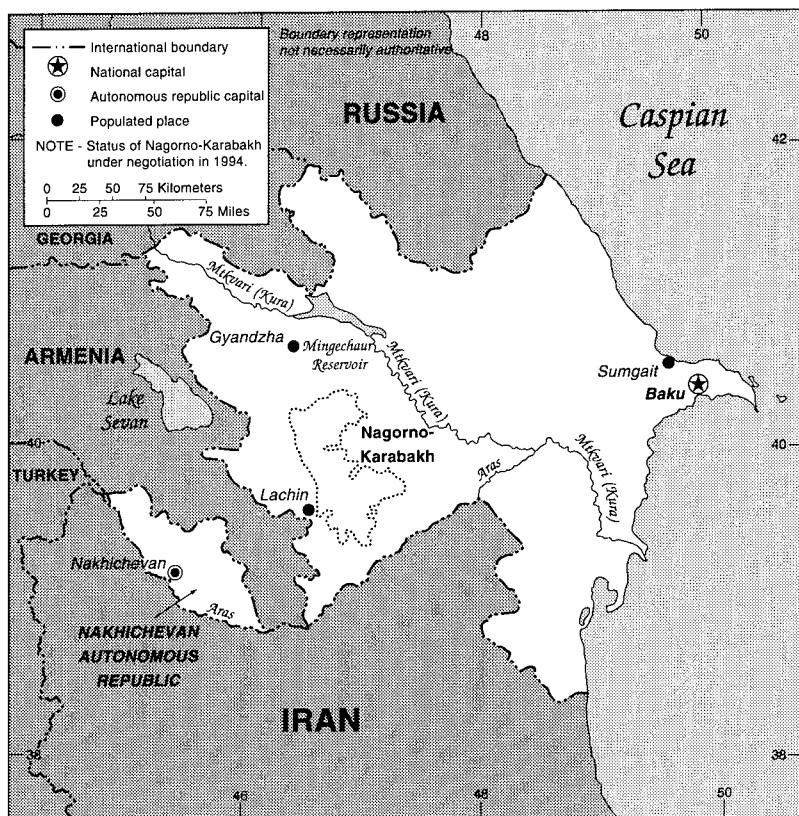 International boundary
National capital
Autonomous republic capital
Populated place
NOTE - Status of Nagorno-Karabakh
under negotiation in 1994.
0 25 50 75 Kilometers
0 25 50 75 Miles
Boundary representation
not necessarily authoritative
48
50
RUSSIA
Caspian
Sea
42
GEORGIA
Mtkvari (Kura)
Gyandzha
Mingechaur
Reservoir
ARMENIA
Mtkvari (Kura)
Sumgait
Baku
Lake
Sevan
Nagorno-
Karabakh
40
40
TURKEY
Aras
Mtkvari (Kura)
Lachin
Nakhichevan
Aras
NAKHICHEVAN
AUTONOMOUS
REPUBLIC
IRAN
38
38
46
48
50